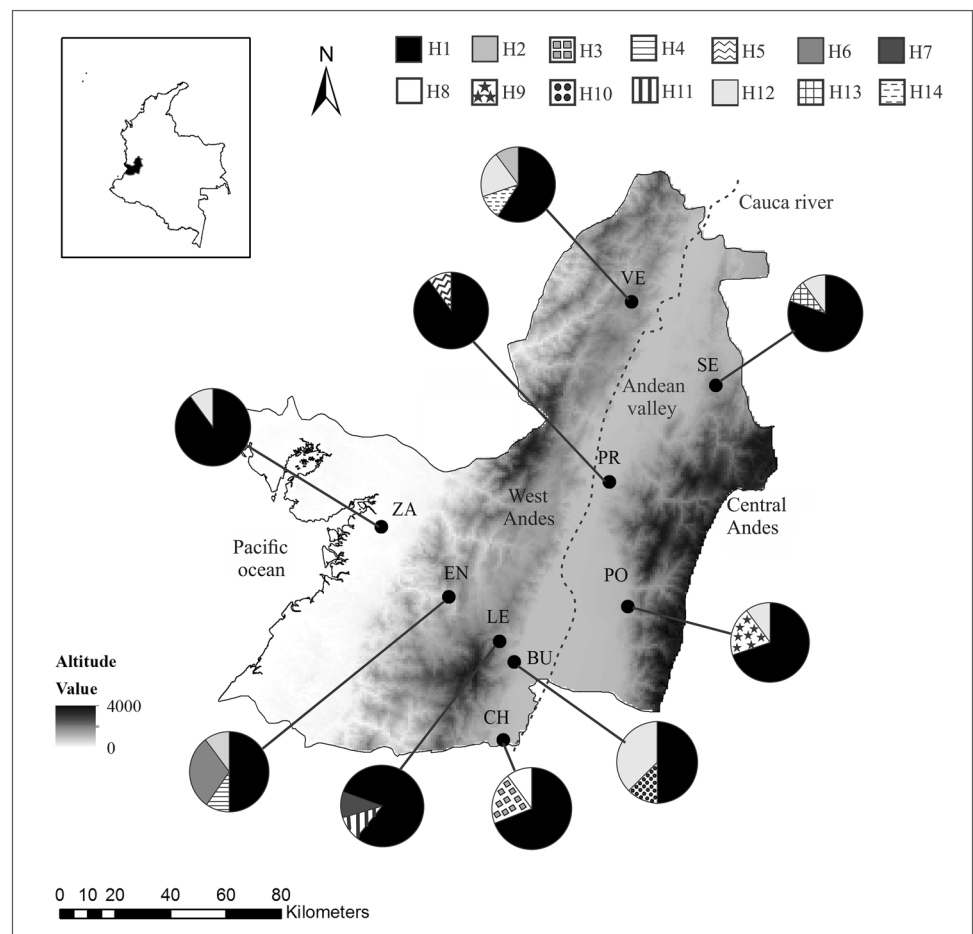 N
H1 H2 H3 H4 H5 H6 H7
H8 H9 H10 H11 H12 H13 H14
Cauca river
VE
SE
Andean
valley
PR
West
Andes
Central
Andes
ZA
Pacific
ocean
EN
PO
LE
BU
CH
Altitude
Value
4000
0
0 10 20 40 60 80
Kilometers